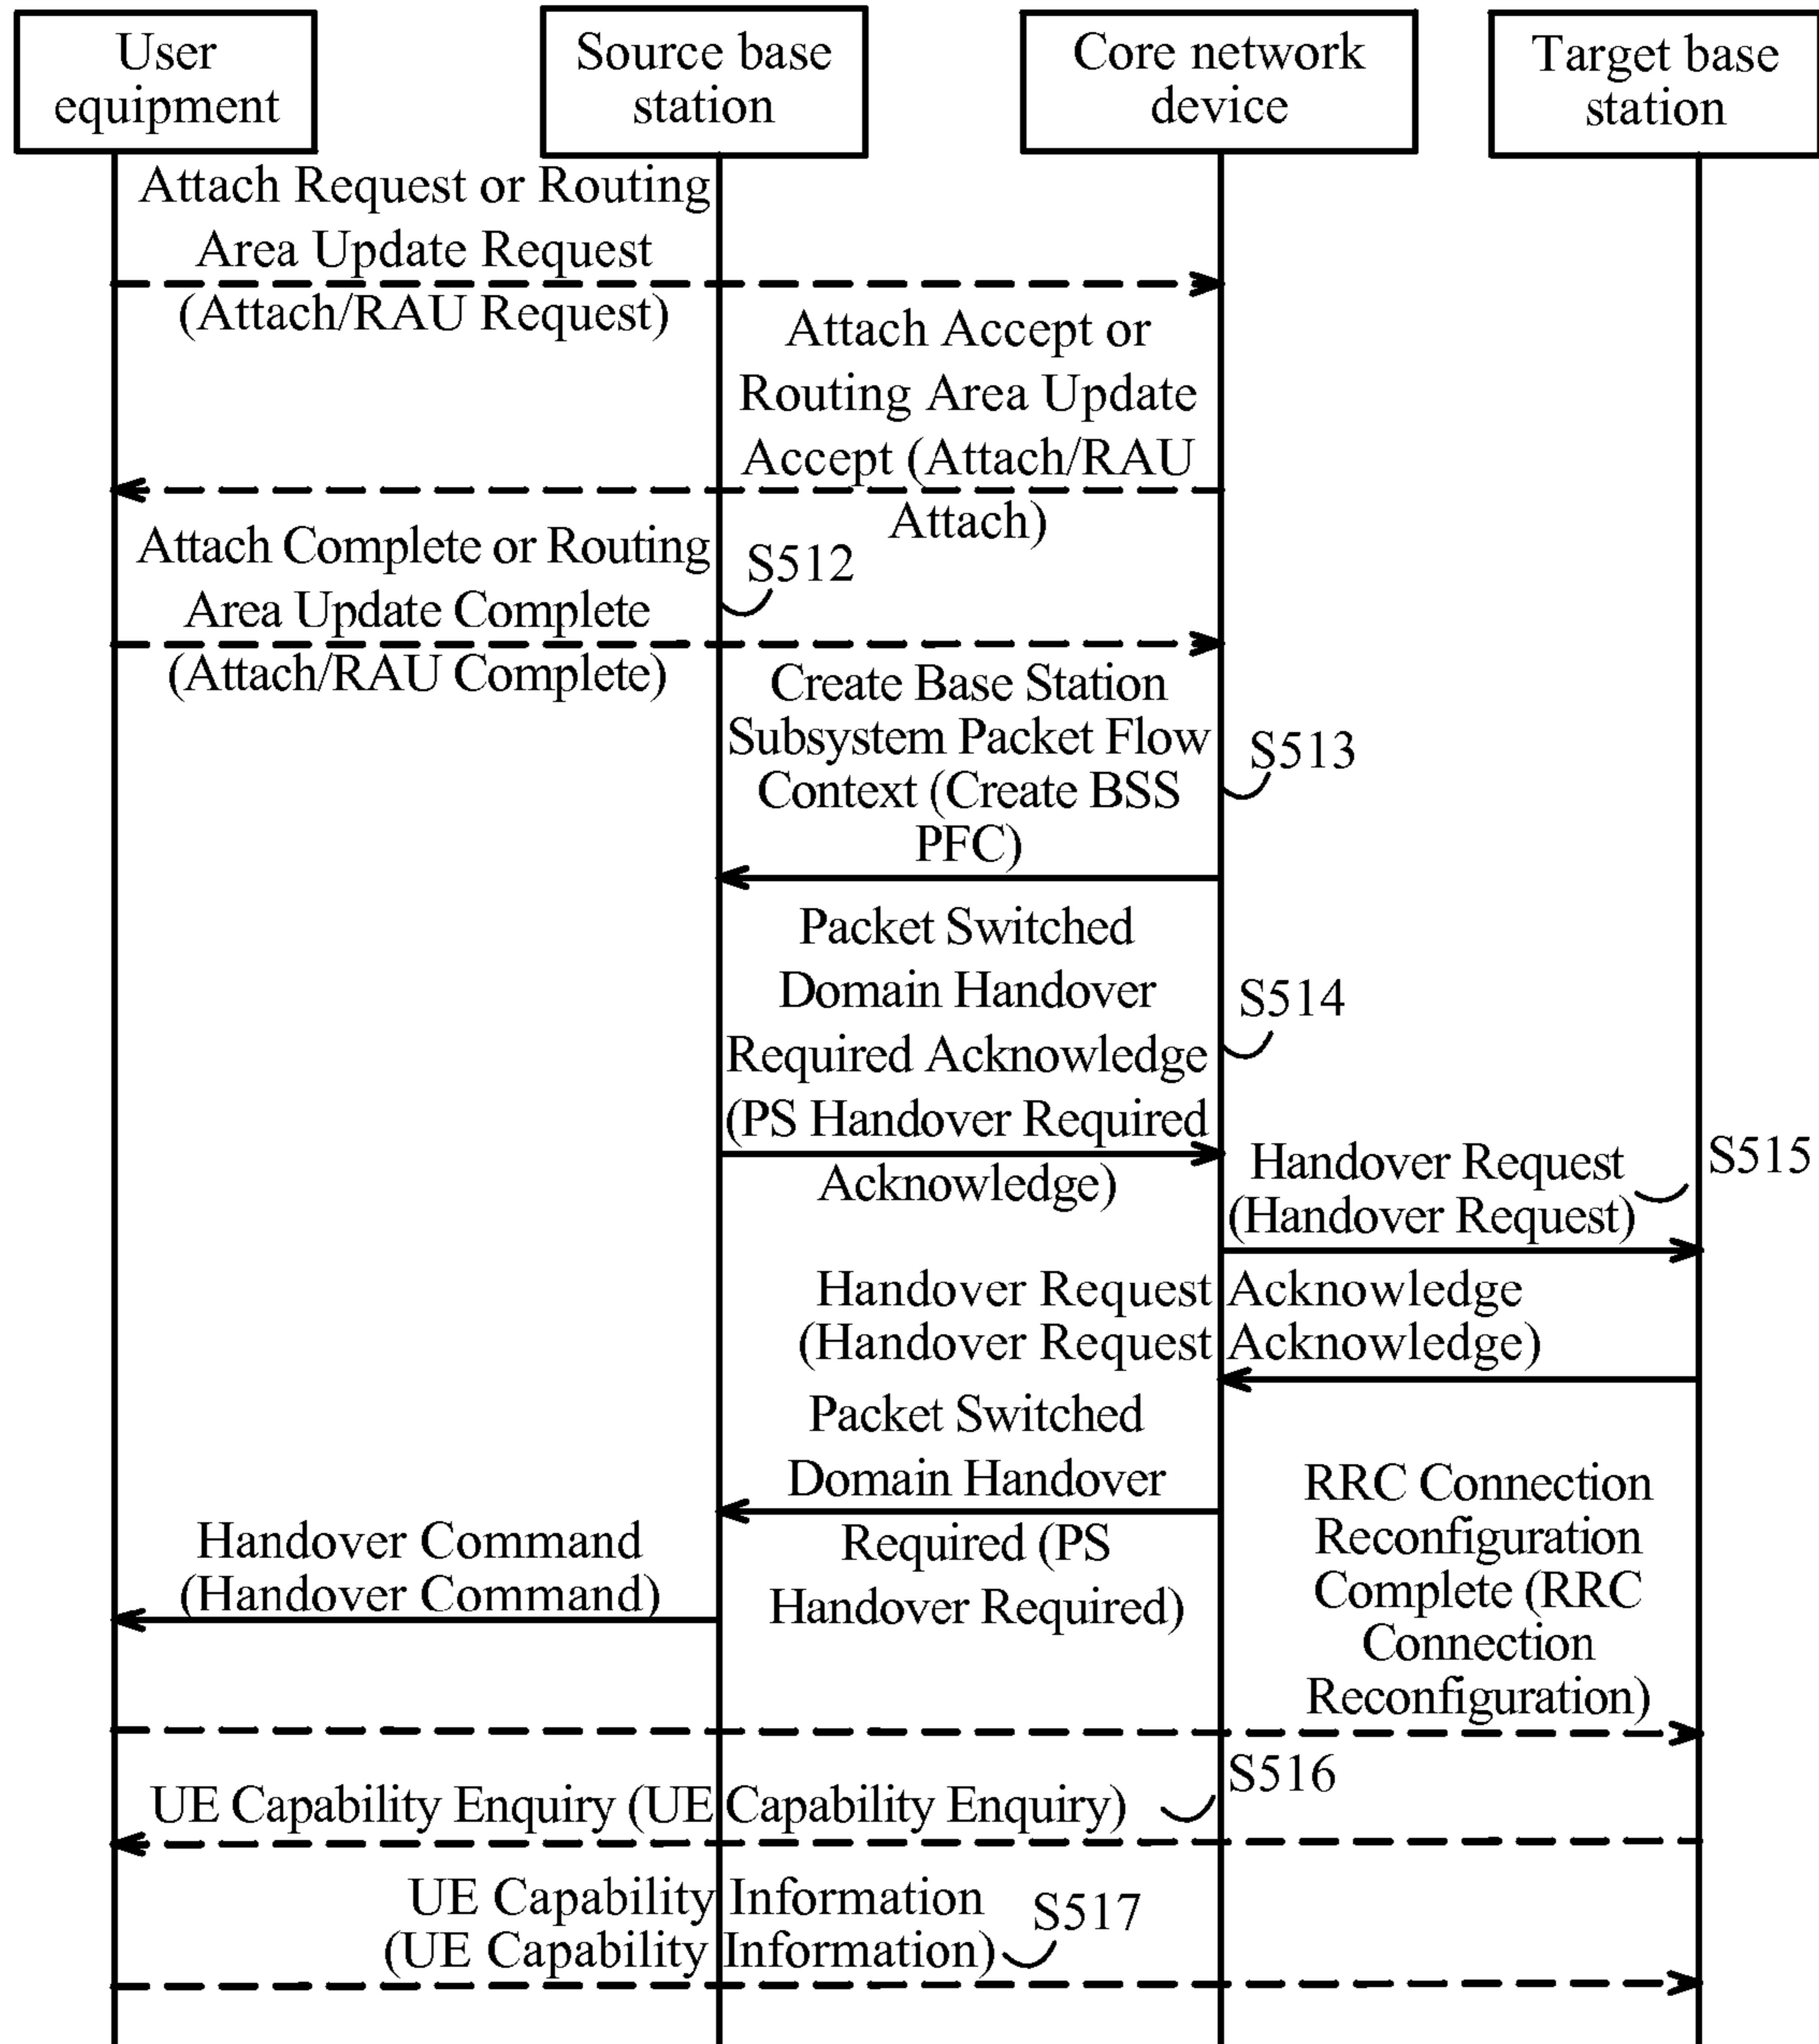 User
equipment
Source base
station
Core network
device
Target base
station
Attach Request or Routing
Area Update Request
(Attach/RAU Request)
Attach Accept or
Routing Area Update
Accept (Attach/RAU
Attach)
Attach Complete or Routing
Area Update Complete
(Attach/RAU Complete)
S512
Create Base Station
Subsystem Packet Flow
Context (Create BSS
PFC)
S513
Packet Switched
Domain Handover
Required Acknowledge
(PS Handover Required
Acknowledge)
S514
Handover Request
(Handover Request)
S515
Handover Request Acknowledge
(Handover Request Acknowledge)
Packet Switched
Domain Handover
Required (PS
Handover Required)
Handover Command
(Handover Command)
RRC Connection
Reconfiguration
Complete (RRC
Connection
Reconfiguration)
S516
UE Capability Enquiry (UE Capability Enquiry)
UE Capability Information
(UE Capability Information)
S517